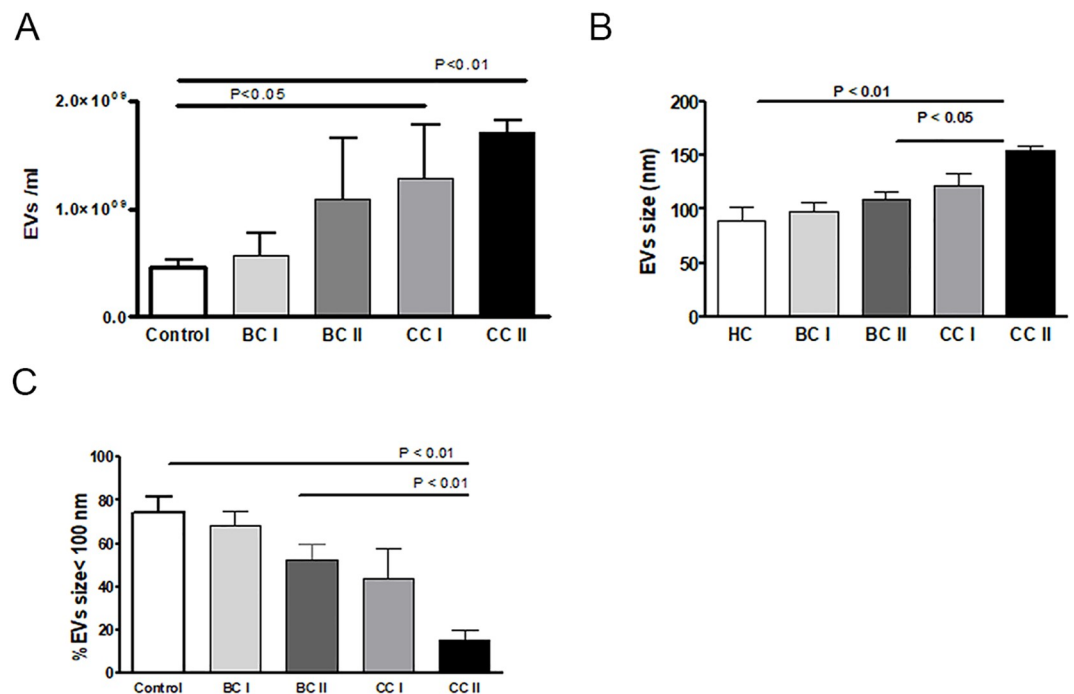 A
P<0.01
P<0.05
2.0×10⁰⁹
1.0×10⁰⁹
0.0
EVs /ml
Control BC I BC II CC I CC II
B
P < 0.01
P < 0.05
200
150
100
50
0
EVs size (nm)
HC BC I BC II CC I CC II
C
P < 0.01
P < 0.01
100
80
60
40
20
0
% EVs size< 100 nm
Control BC I BC II CC I CC II